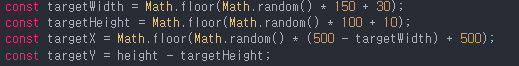 const targetWidth = Math.floor(Math.random() * 150 + 30);
const targetHeight = Math.floor(Math.random() * 100 + 10);
const targetX = Math.floor(Math.random() * (500 - targetWidth) + 500);
const targetY = height - targetHeight;